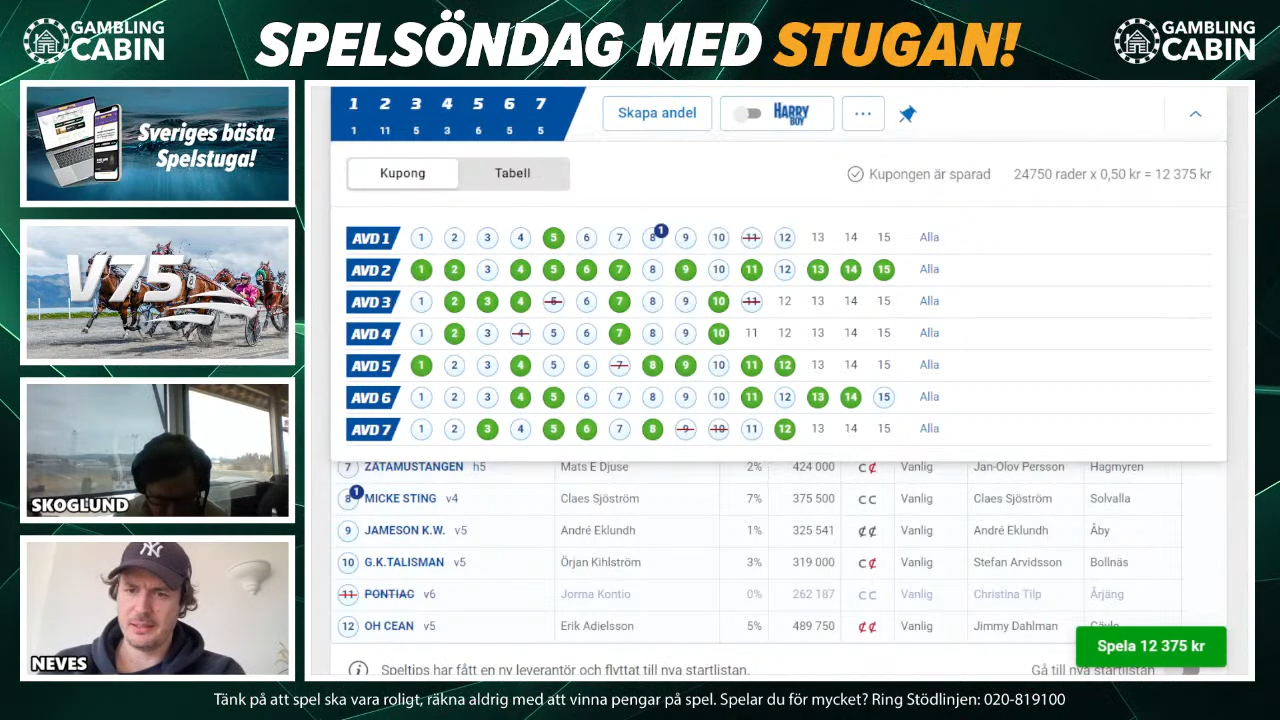 GAMBLING CABIN
SPELSÖNDAG MED STUGAN!
GAMBLING CABIN
Sveriges bästa
Spelstuga!
V75
SKOGLUND
NEVES
1 2 3 4 5 6 7
1 11 5 3 6 5 5
Skapa andel
HARRY BOY
...
Kupong
Tabell
Kupongen är sparad
24750 rader x 0,50 kr = 12 375 kr
AVD 1 1 2 3 4 5 6 7 8 1 9 10 11 12 13 14 15 Alla
AVD 2 1 2 3 4 5 6 7 8 9 10 11 12 13 14 15 Alla
AVD 3 1 2 3 4 5 6 7 8 9 10 11 12 13 14 15 Alla
AVD 4 1 2 3 4 5 6 7 8 9 10 11 12 13 14 15 Alla
AVD 5 1 2 3 4 5 6 7 8 9 10 11 12 13 14 15 Alla
AVD 6 1 2 3 4 5 6 7 8 9 10 11 12 13 14 15 Alla
AVD 7 1 2 3 4 5 6 7 8 9 10 11 12 13 14 15 Alla
7 ZATAMUSTANGEN h5 Mats E Djuse 2% 424 000 C ₡ Vanlig Jan-Olov Persson Hagmyren
8 1 MICKE STING v4 Claes Sjöström 7% 375 500 C C Vanlig Claes Sjöström Solvalla
9 JAMESON K.W. v5 André Eklundh 1% 325 541 ₡ ₡ Vanlig André Eklundh Åby
10 G.K.TALISMAN v5 Örjan Kihlström 3% 319 000 C ₡ Vanlig Stefan Arvidsson Bollnäs
11 PONTIAC v6 Jorma Kontio 0% 262 187 C C Vanlig Christina Tilp Årjäng
12 OH CEAN v5 Erik Adielsson 5% 489 750 ₡ ₡ Vanlig Jimmy Dahlman Gävle
Spela 12 375 kr
Speltips har fått en ny leverantör och flyttat till nya startlistan.
Gå till nya startlistan
Tänk på att spel ska vara roligt, räkna aldrig med att vinna pengar på spel. Spelar du för mycket? Ring Stödlinjen: 020-819100